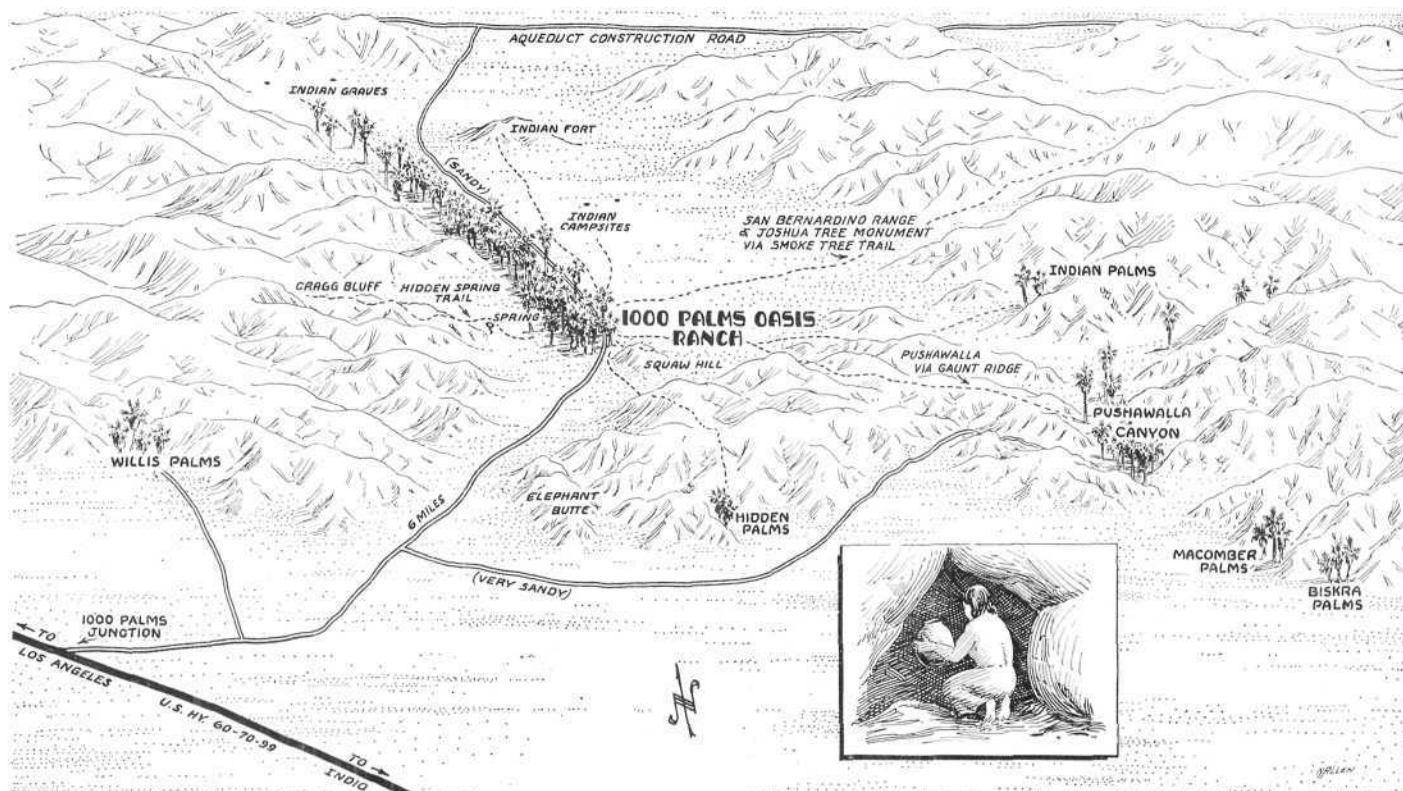 AQUEDUCT CONSTRUCTION ROAD
INDIAN GRAVES
INDIAN FORT
(SANDY)
INDIAN
CAMPSITES
SAN BERNARDINO RANGE
& JOSHUA TREE MONUMENT
VIA SMOKE TREE TRAIL
INDIAN PALMS
CRAGG BLUFF
HIDDEN SPRING
TRAIL
SPRING
1000 PALMS OASIS
RANCH
SQUAW HILL
PUSHAWALLA
VIA GAUNT RIDGE
PUSHAWALLA
CANYON
WILLIS PALMS
6 MILES
ELEPHANT
BUTTE
HIDDEN
PALMS
MACOMBER
PALMS
BISKRA
PALMS
(VERY SANDY)
1000 PALMS
JUNCTION
TO
LOS ANGELES
U.S. HY. 60-70-99
TO
INDIO
N